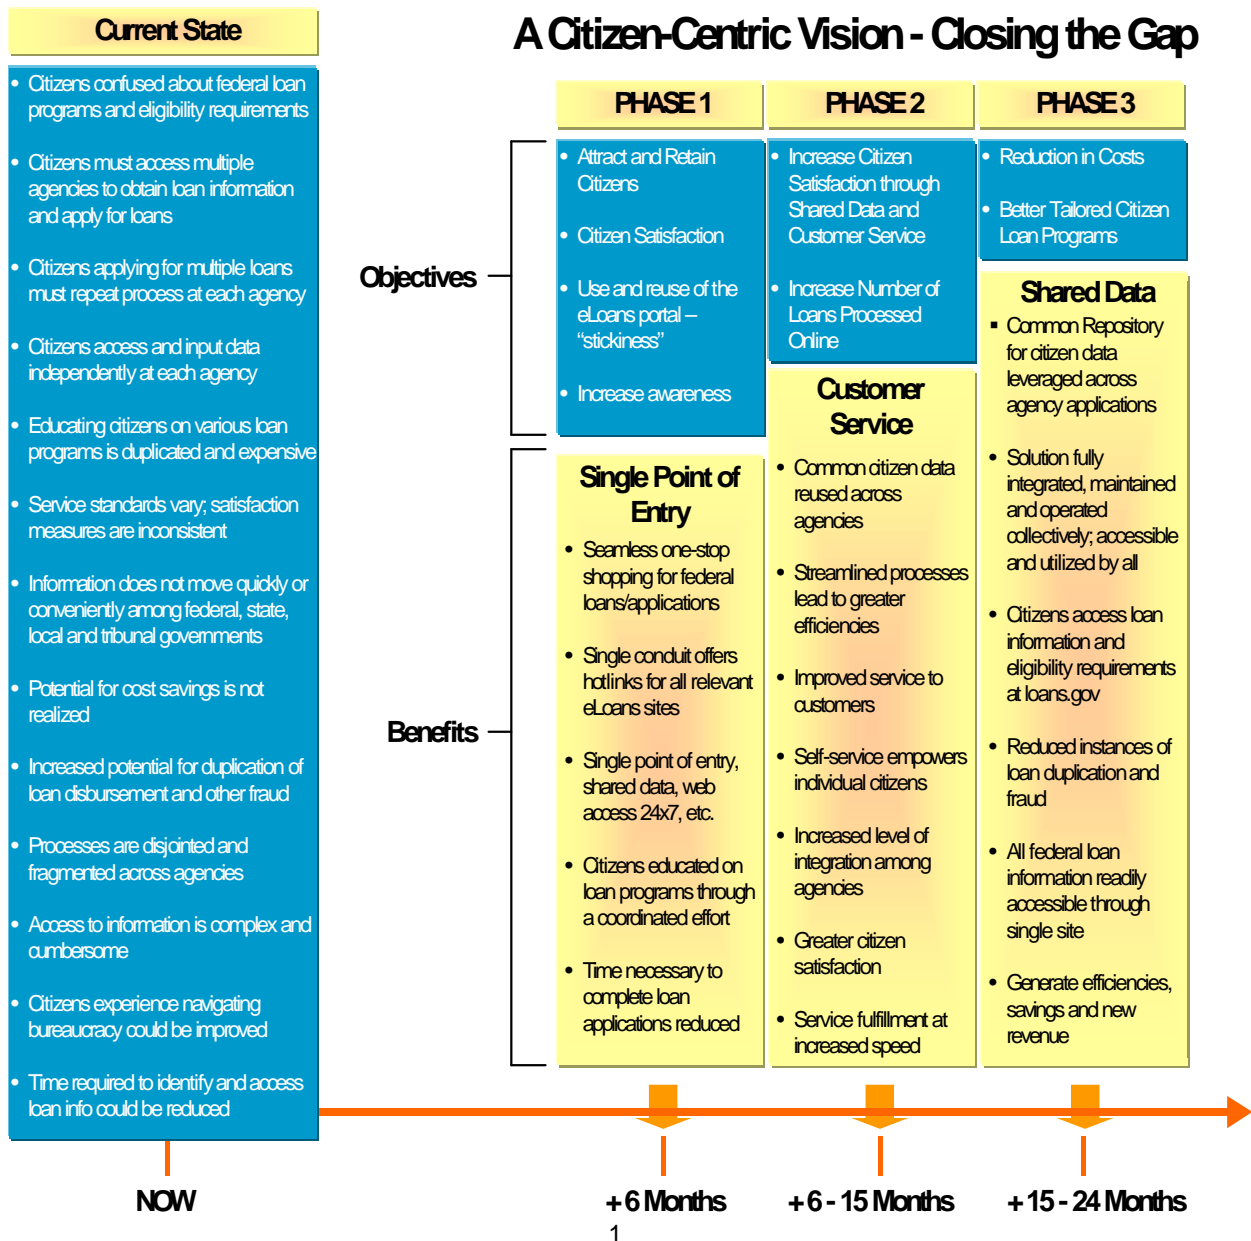 Current State
• Citizens confused about federal loan
programs and eligibility requirements
• Citizens must access multiple
agencies to obtain loan information
and apply for loans
• Citizens applying for multiple loans
must repeat process at each agency
• Citizens access and input data
independently at each agency
• Educating citizens on various loan
programs is duplicated and expensive
• Service standards vary; satisfaction
measures are inconsistent
• Information does not move quickly or
conveniently among federal, state,
local and tribunal governments
• Potential for cost savings is not
realized
• Increased potential for duplication of
loan disbursement and other fraud
• Processes are disjointed and
fragmented across agencies
• Access to information is complex and
cumbersome
• Citizens experience navigating
bureaucracy could be improved
• Time required to identify and access
loan info could be reduced
A Citizen-Centric Vision - Closing the Gap
Objectives
Benefits
PHASE 1
• Attract and Retain
Citizens
• Citizen Satisfaction
• Use and reuse of the
eLoans portal –
“stickiness”
• Increase awareness
Single Point of
Entry
• Seamless one-stop
shopping for federal
loans/applications
• Single conduit offers
hotlinks for all relevant
eLoans sites
• Single point of entry,
shared data, web
access 24x7, etc.
• Citizens educated on
loan programs through
a coordinated effort
• Time necessary to
complete loan
applications reduced
PHASE 2
• Increase Citizen
Satisfaction through
Shared Data and
Customer Service
• Increase Number of
Loans Processed
Online
Customer
Service
• Common citizen data
reused across
agencies
• Streamlined processes
lead to greater
efficiencies
• Improved service to
customers
• Self-service empowers
individual citizens
• Increased level of
integration among
agencies
• Greater citizen
satisfaction
• Service fulfillment at
increased speed
PHASE 3
• Reduction in Costs
• Better Tailored Citizen
Loan Programs
Shared Data
▪ Common Repository
for citizen data
leveraged across
agency applications
• Solution fully
integrated, maintained
and operated
collectively; accessible
and utilized by all
• Citizens access loan
information and
eligibility requirements
at loans.gov
• Reduced instances of
loan duplication and
fraud
• All federal loan
information readily
accessible through
single site
• Generate efficiencies,
savings and new
revenue
NOW
+ 6 Months
+ 6 - 15 Months
+ 15 - 24 Months
1